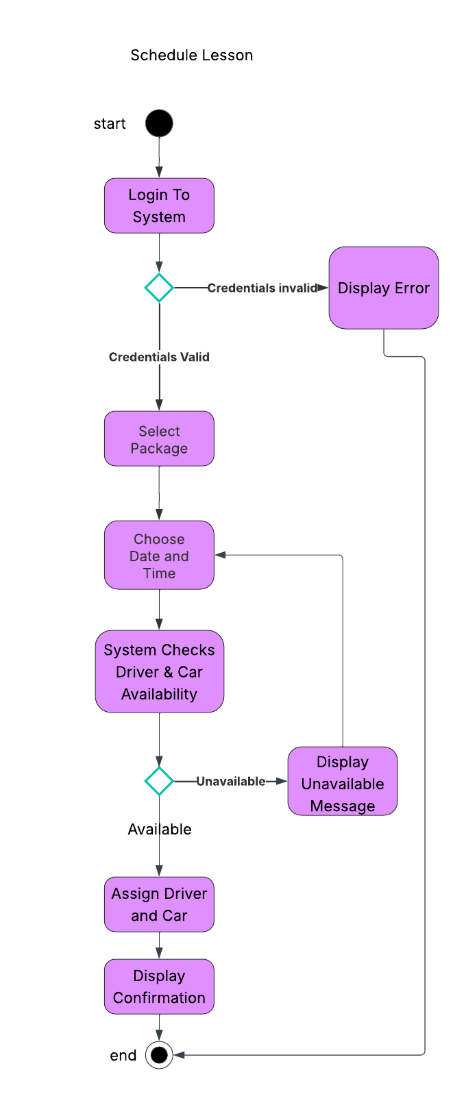 Schedule Lesson
start
Login To
System
Credentials invalid
Display Error
Credentials Valid
Select
Package
Choose
Date and
Time
System Checks
Driver & Car
Availability
Unavailable
Display
Unavailable
Message
Available
Assign Driver
and Car
Display
Confirmation
end